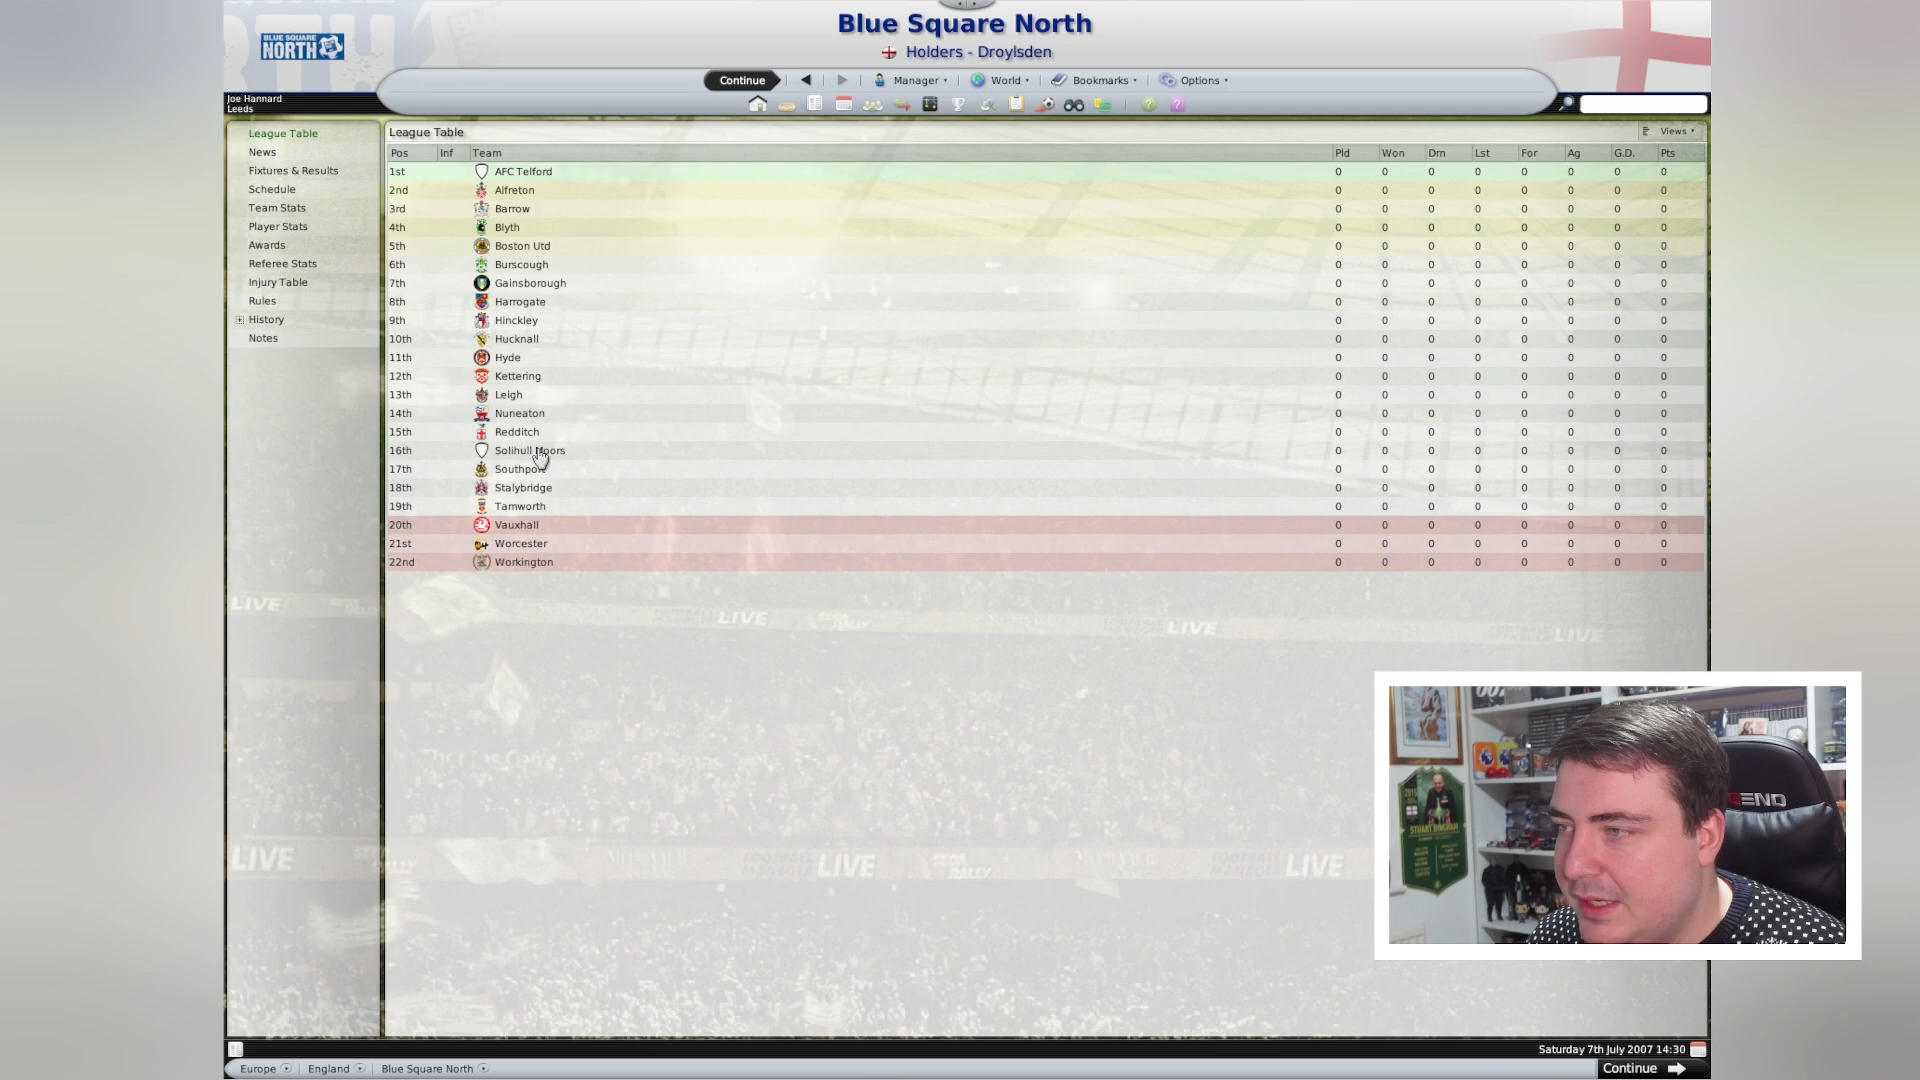 Blue Square North
BLUE SQUARE
NORTH
Holders - Droylsden
Continue Manager World Bookmarks Options
Joe Hannard
Leeds
League Table
News
Fixtures & Results
Schedule
Team Stats
Player Stats
Awards
Referee Stats
Injury Table
Rules
History
Notes
League Table Views
Pos Inf Team Pld Won Drn Lst For Ag G.D. Pts
1st AFC Telford 0 0 0 0 0 0 0 0
2nd Alfreton 0 0 0 0 0 0 0 0
3rd Barrow 0 0 0 0 0 0 0 0
4th Blyth 0 0 0 0 0 0 0 0
5th Boston Utd 0 0 0 0 0 0 0 0
6th Burscough 0 0 0 0 0 0 0 0
7th Gainsborough 0 0 0 0 0 0 0 0
8th Harrogate 0 0 0 0 0 0 0 0
9th Hinckley 0 0 0 0 0 0 0 0
10th Hucknall 0 0 0 0 0 0 0 0
11th Hyde 0 0 0 0 0 0 0 0
12th Kettering 0 0 0 0 0 0 0 0
13th Leigh 0 0 0 0 0 0 0 0
14th Nuneaton 0 0 0 0 0 0 0 0
15th Redditch 0 0 0 0 0 0 0 0
16th Solihull Moors 0 0 0 0 0 0 0 0
17th Southport 0 0 0 0 0 0 0 0
18th Stalybridge 0 0 0 0 0 0 0 0
19th Tamworth 0 0 0 0 0 0 0 0
20th Vauxhall 0 0 0 0 0 0 0 0
21st Worcester 0 0 0 0 0 0 0 0
22nd Workington 0 0 0 0 0 0 0 0
LIVE LIVE LIVE LIVE
LIVE LIVE LIVE
007
2015
STUART BINGHAM
Saturday 7th July 2007 14:30
Europe England Blue Square North Continue